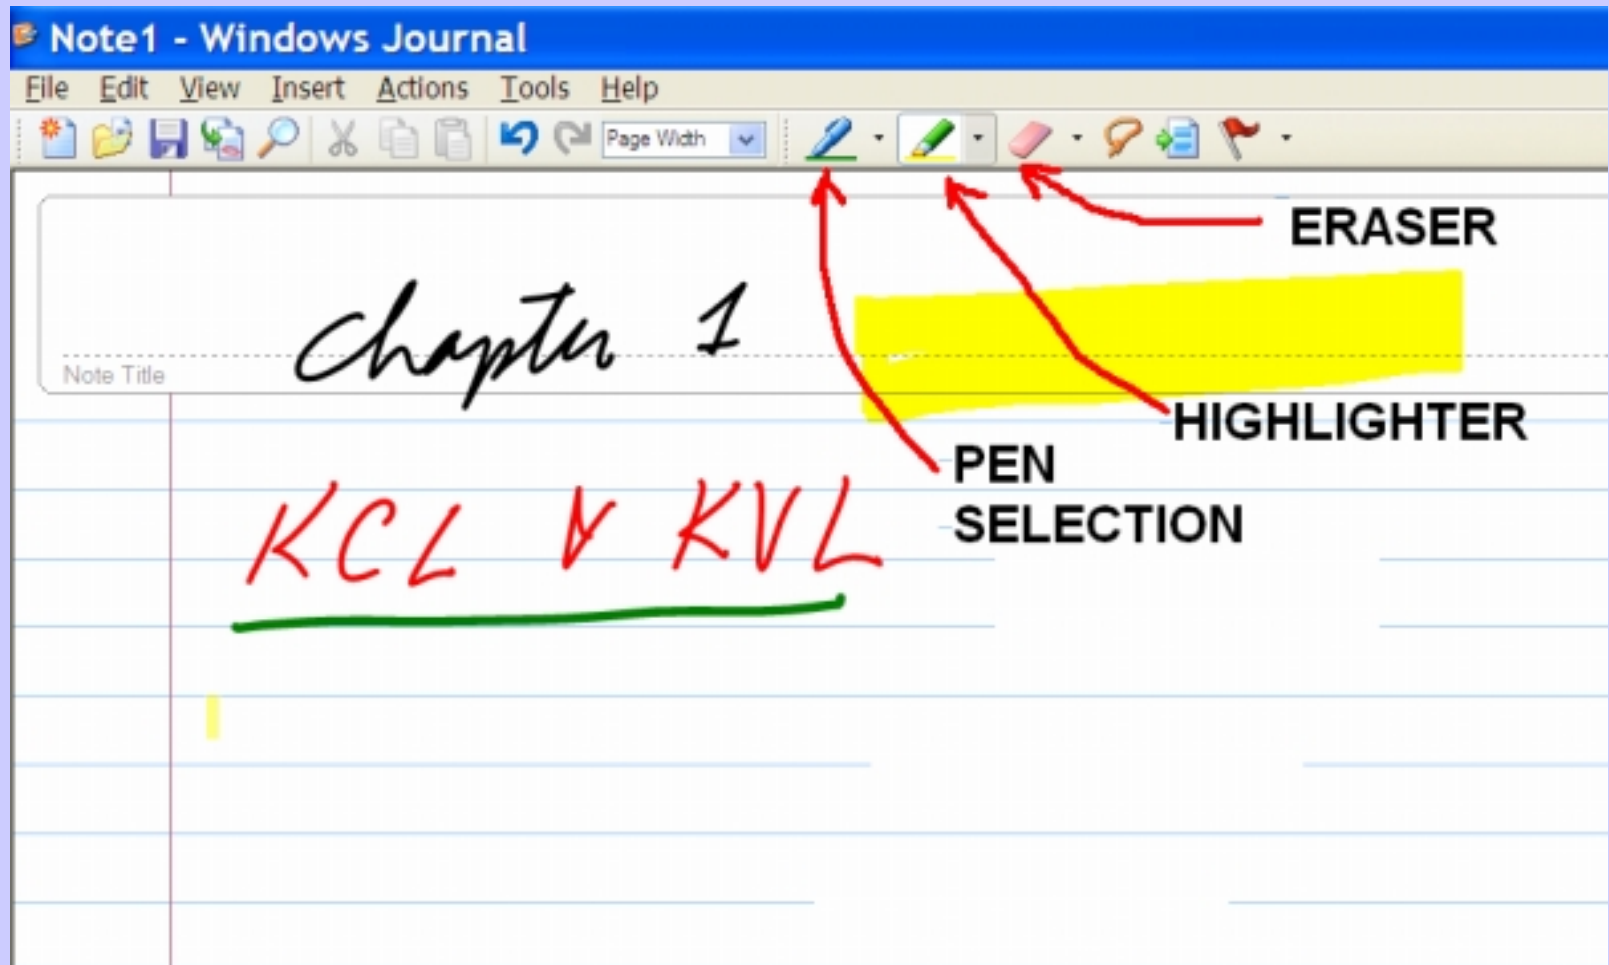 Note1 - Windows Journal
File Edit View Insert Actions Tools Help
Page Width
ERASER
Chapter 1
Note Title
HIGHLIGHTER
PEN
SELECTION
KCL & KVL